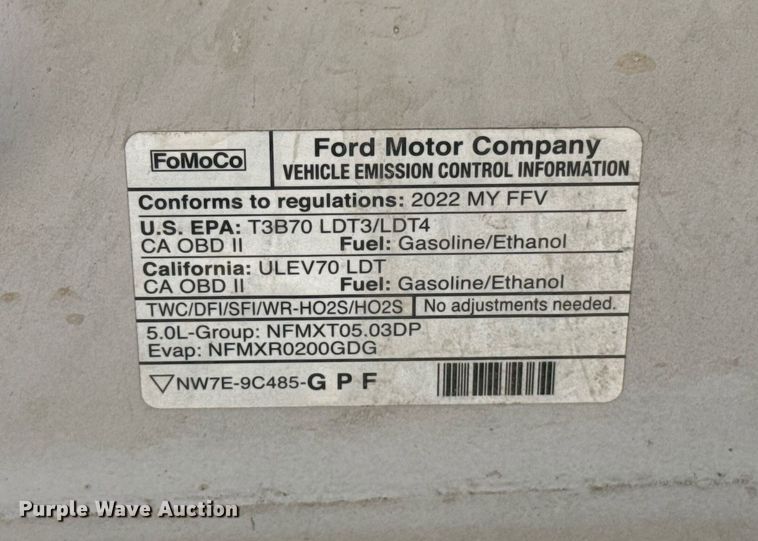 FoMoCo
Ford Motor Company
VEHICLE EMISSION CONTROL INFORMATION
Conforms to regulations: 2022 MY FFV
U.S. EPA: T3B70 LDT3/LDT4
CA OBD II Fuel: Gasoline/Ethanol
California: ULEV70 LDT
CA OBD II Fuel: Gasoline/Ethanol
TWC/DFI/SFI/WR-HO2S/HO2S No adjustments needed.
5.0L-Group: NFMXT05.03DP
Evap: NFMXR0200GDG
NW7E-9C485-G P F
Purple Wave Auction